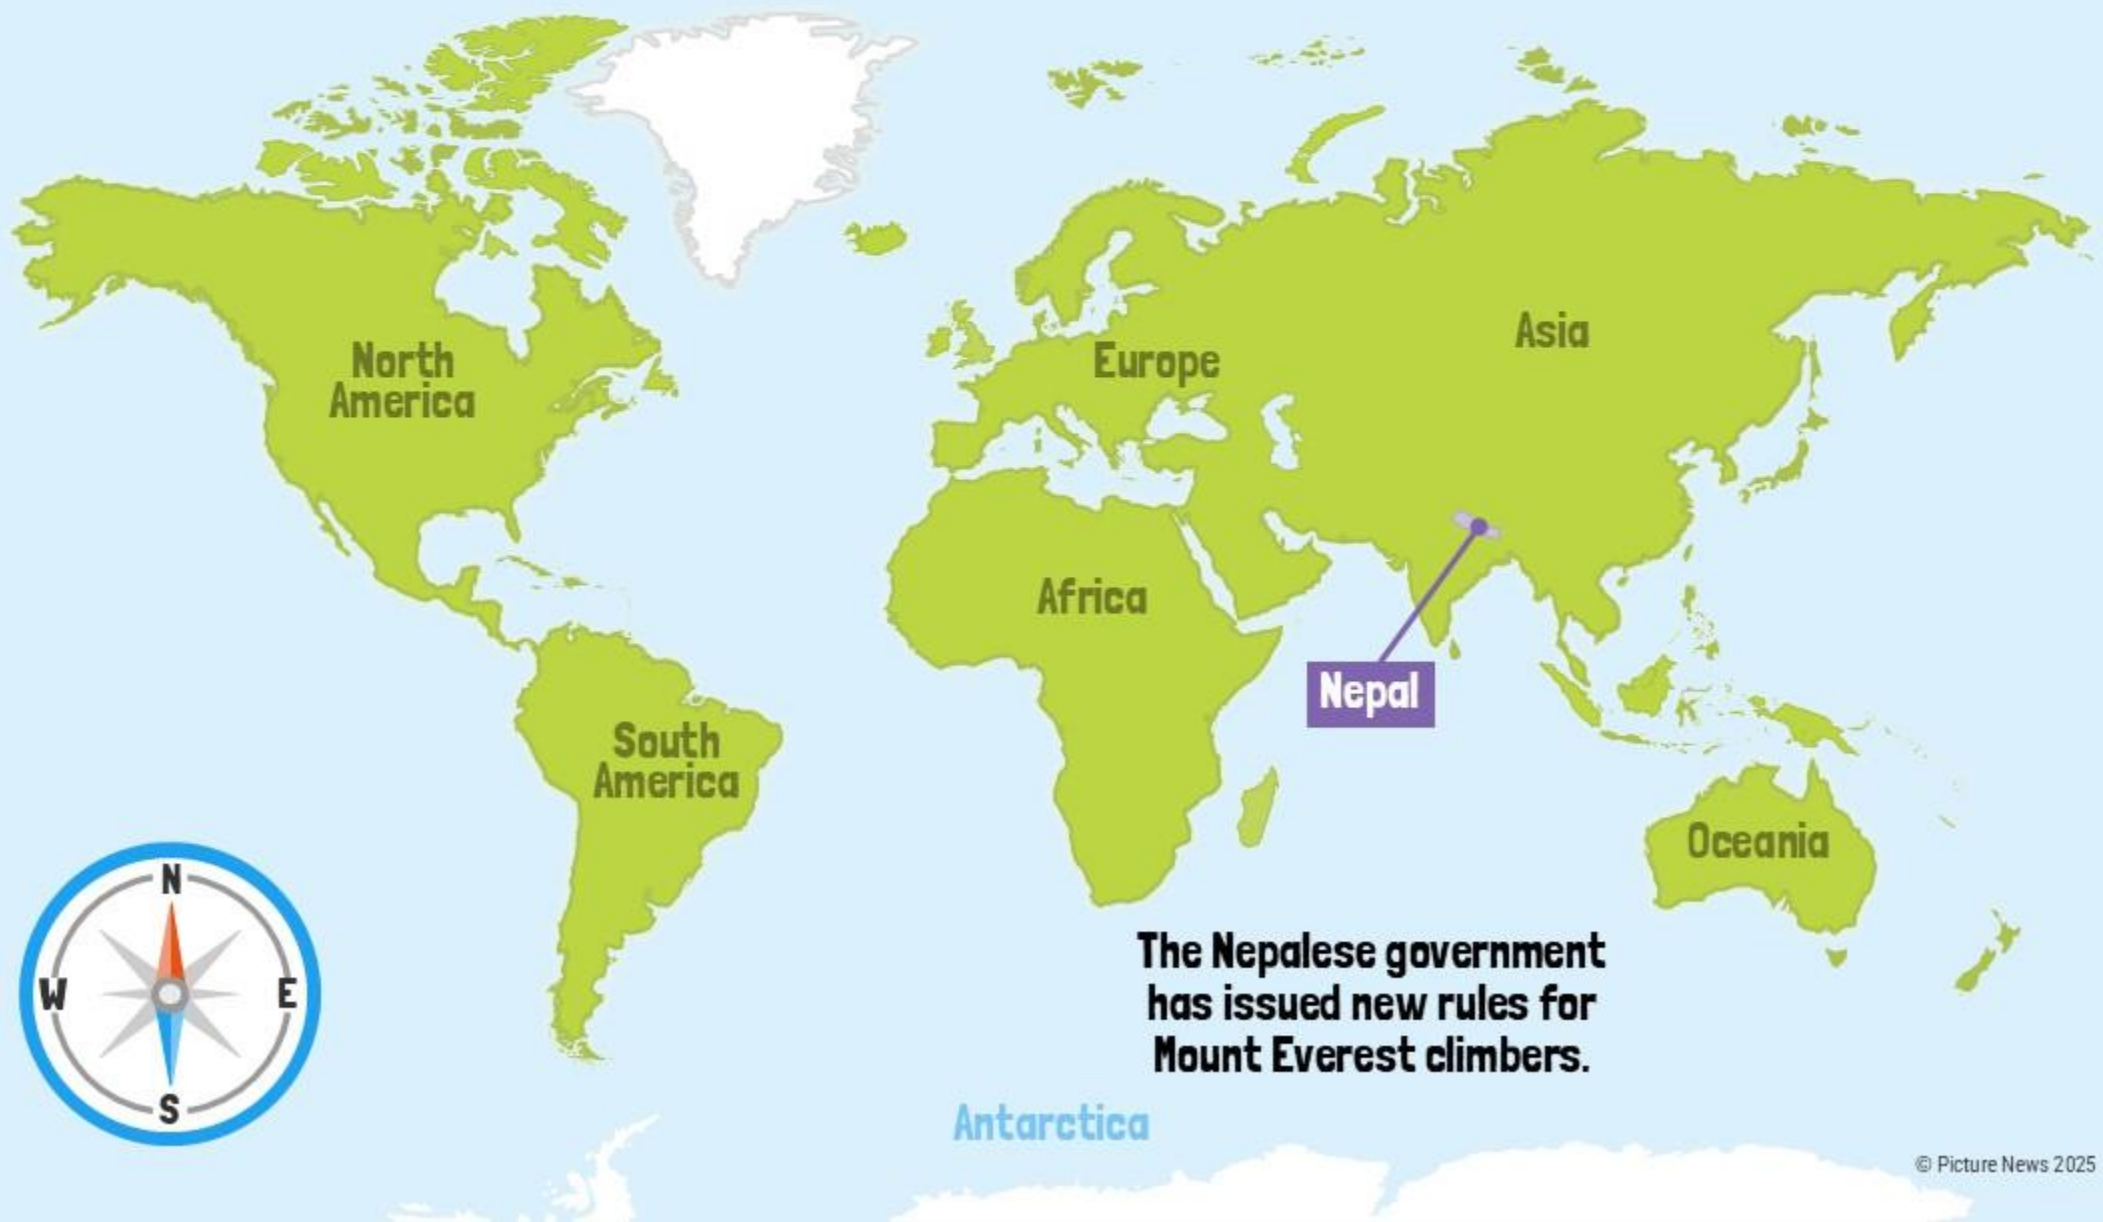 North
America
Europe
Asia
Africa
Nepal
South
America
Oceania
N
W
E
S
The Nepalese government
has issued new rules for
Mount Everest climbers.
Antarctica
© Picture News 2025